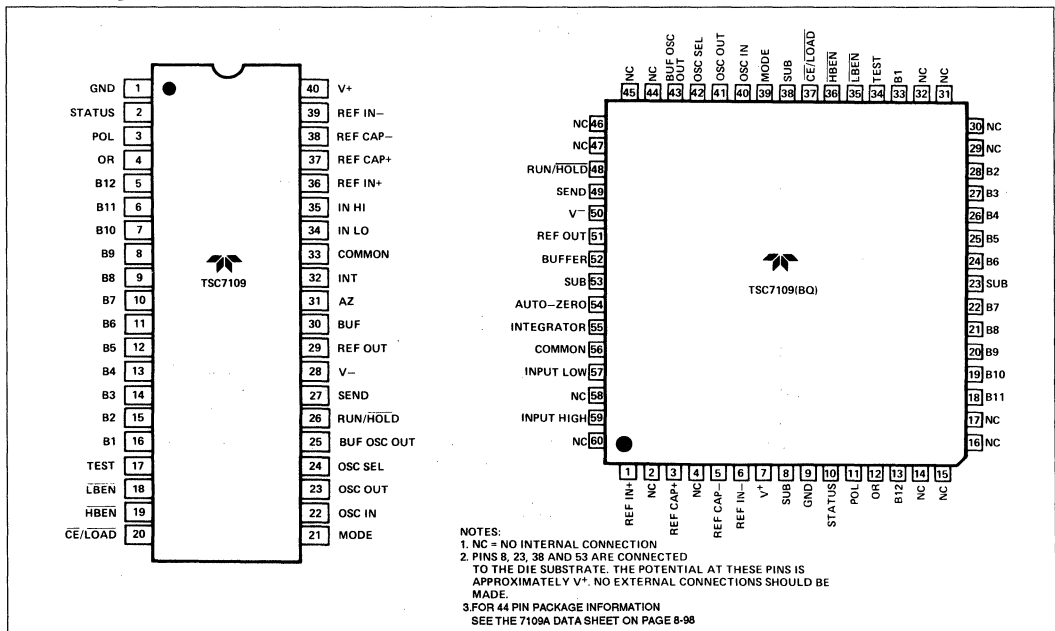 GND 1 40 V+
STATUS 2 39 REF IN–
POL 3 38 REF CAP–
OR 4 37 REF CAP+
B12 5 36 REF IN+
B11 6 35 IN HI
B10 7 34 IN LO
B9 8 33 COMMON
B8 9 32 INT
B7 10 31 AZ
B6 11 30 BUF
B5 12 29 REF OUT
B4 13 28 V–
B3 14 27 SEND
B2 15 26 RUN/H̅O̅L̅D̅
B1 16 25 BUF OSC OUT
TEST 17 24 OSC SEL
L̅B̅E̅N̅ 18 23 OSC OUT
H̅B̅E̅N̅ 19 22 OSC IN
C̅E̅/L̅O̅A̅D̅ 20 21 MODE
TSC7109
NC 45
NC 44
BUF OSC OUT 43
OSC SEL 42
OSC OUT 41
OSC IN 40
MODE 39
SUB 38
C̅E̅/L̅O̅A̅D̅ 37
H̅B̅E̅N̅ 36
L̅B̅E̅N̅ 35
TEST 34
B1 33
NC 32
NC 31
NC 46
NC 47
RUN/H̅O̅L̅D̅ 48
SEND 49
V– 50
REF OUT 51
BUFFER 52
SUB 53
AUTO–ZERO 54
INTEGRATOR 55
COMMON 56
INPUT LOW 57
NC 58
INPUT HIGH 59
NC 60
TSC7109(BQ)
30 NC
29 NC
28 B2
27 B3
26 B4
25 B5
24 B6
23 SUB
22 B7
21 B8
20 B9
19 B10
18 B11
17 NC
16 NC
1 REF IN+
2 NC
3 REF CAP+
4 NC
5 REF CAP–
6 REF IN–
7 V+
8 SUB
9 GND
10 STATUS
11 POL
12 OR
13 B12
14 NC
15 NC
NOTES:
1. NC = NO INTERNAL CONNECTION
2. PINS 8, 23, 38 AND 53 ARE CONNECTED
TO THE DIE SUBSTRATE. THE POTENTIAL AT THESE PINS IS
APPROXIMATELY V+. NO EXTERNAL CONNECTIONS SHOULD BE
MADE.
3.FOR 44 PIN PACKAGE INFORMATION
SEE THE 7109A DATA SHEET ON PAGE 8-98